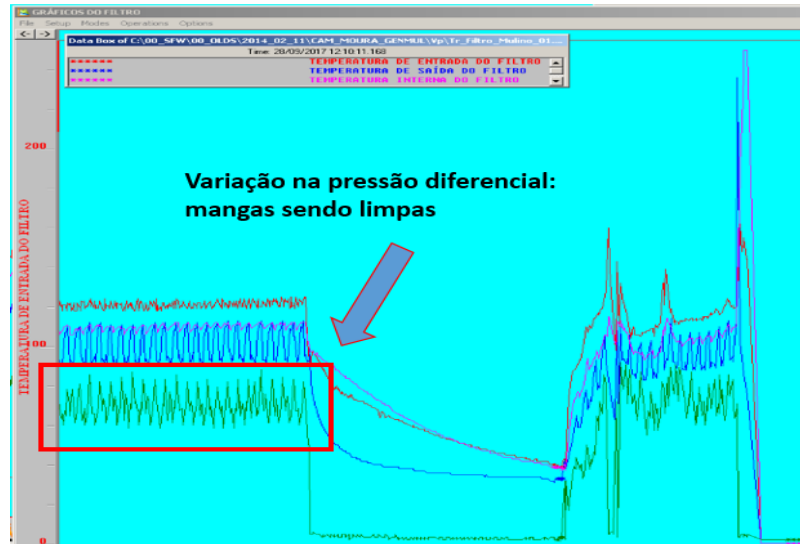 GRÁFICOS DO FILTRO
File Setup Modes Operations Options
<- | ->
Data Box of C:\00_SFW\00_OLDS\2014_02_11\CAM_MOURA_GENMUL\Vp\Tr_Filtro_Mulino_01...
Time: 28/09/2017 12:10:11.168
****** TEMPERATURA DE ENTRADA DO FILTRO
****** TEMPERATURA DE SAÍDA DO FILTRO
****** TEMPERATURA INTERNA DO FILTRO
200
Variação na pressão diferencial:
mangas sendo limpas
TEMPERATURA DE ENTRADA DO FILTRO
100
0